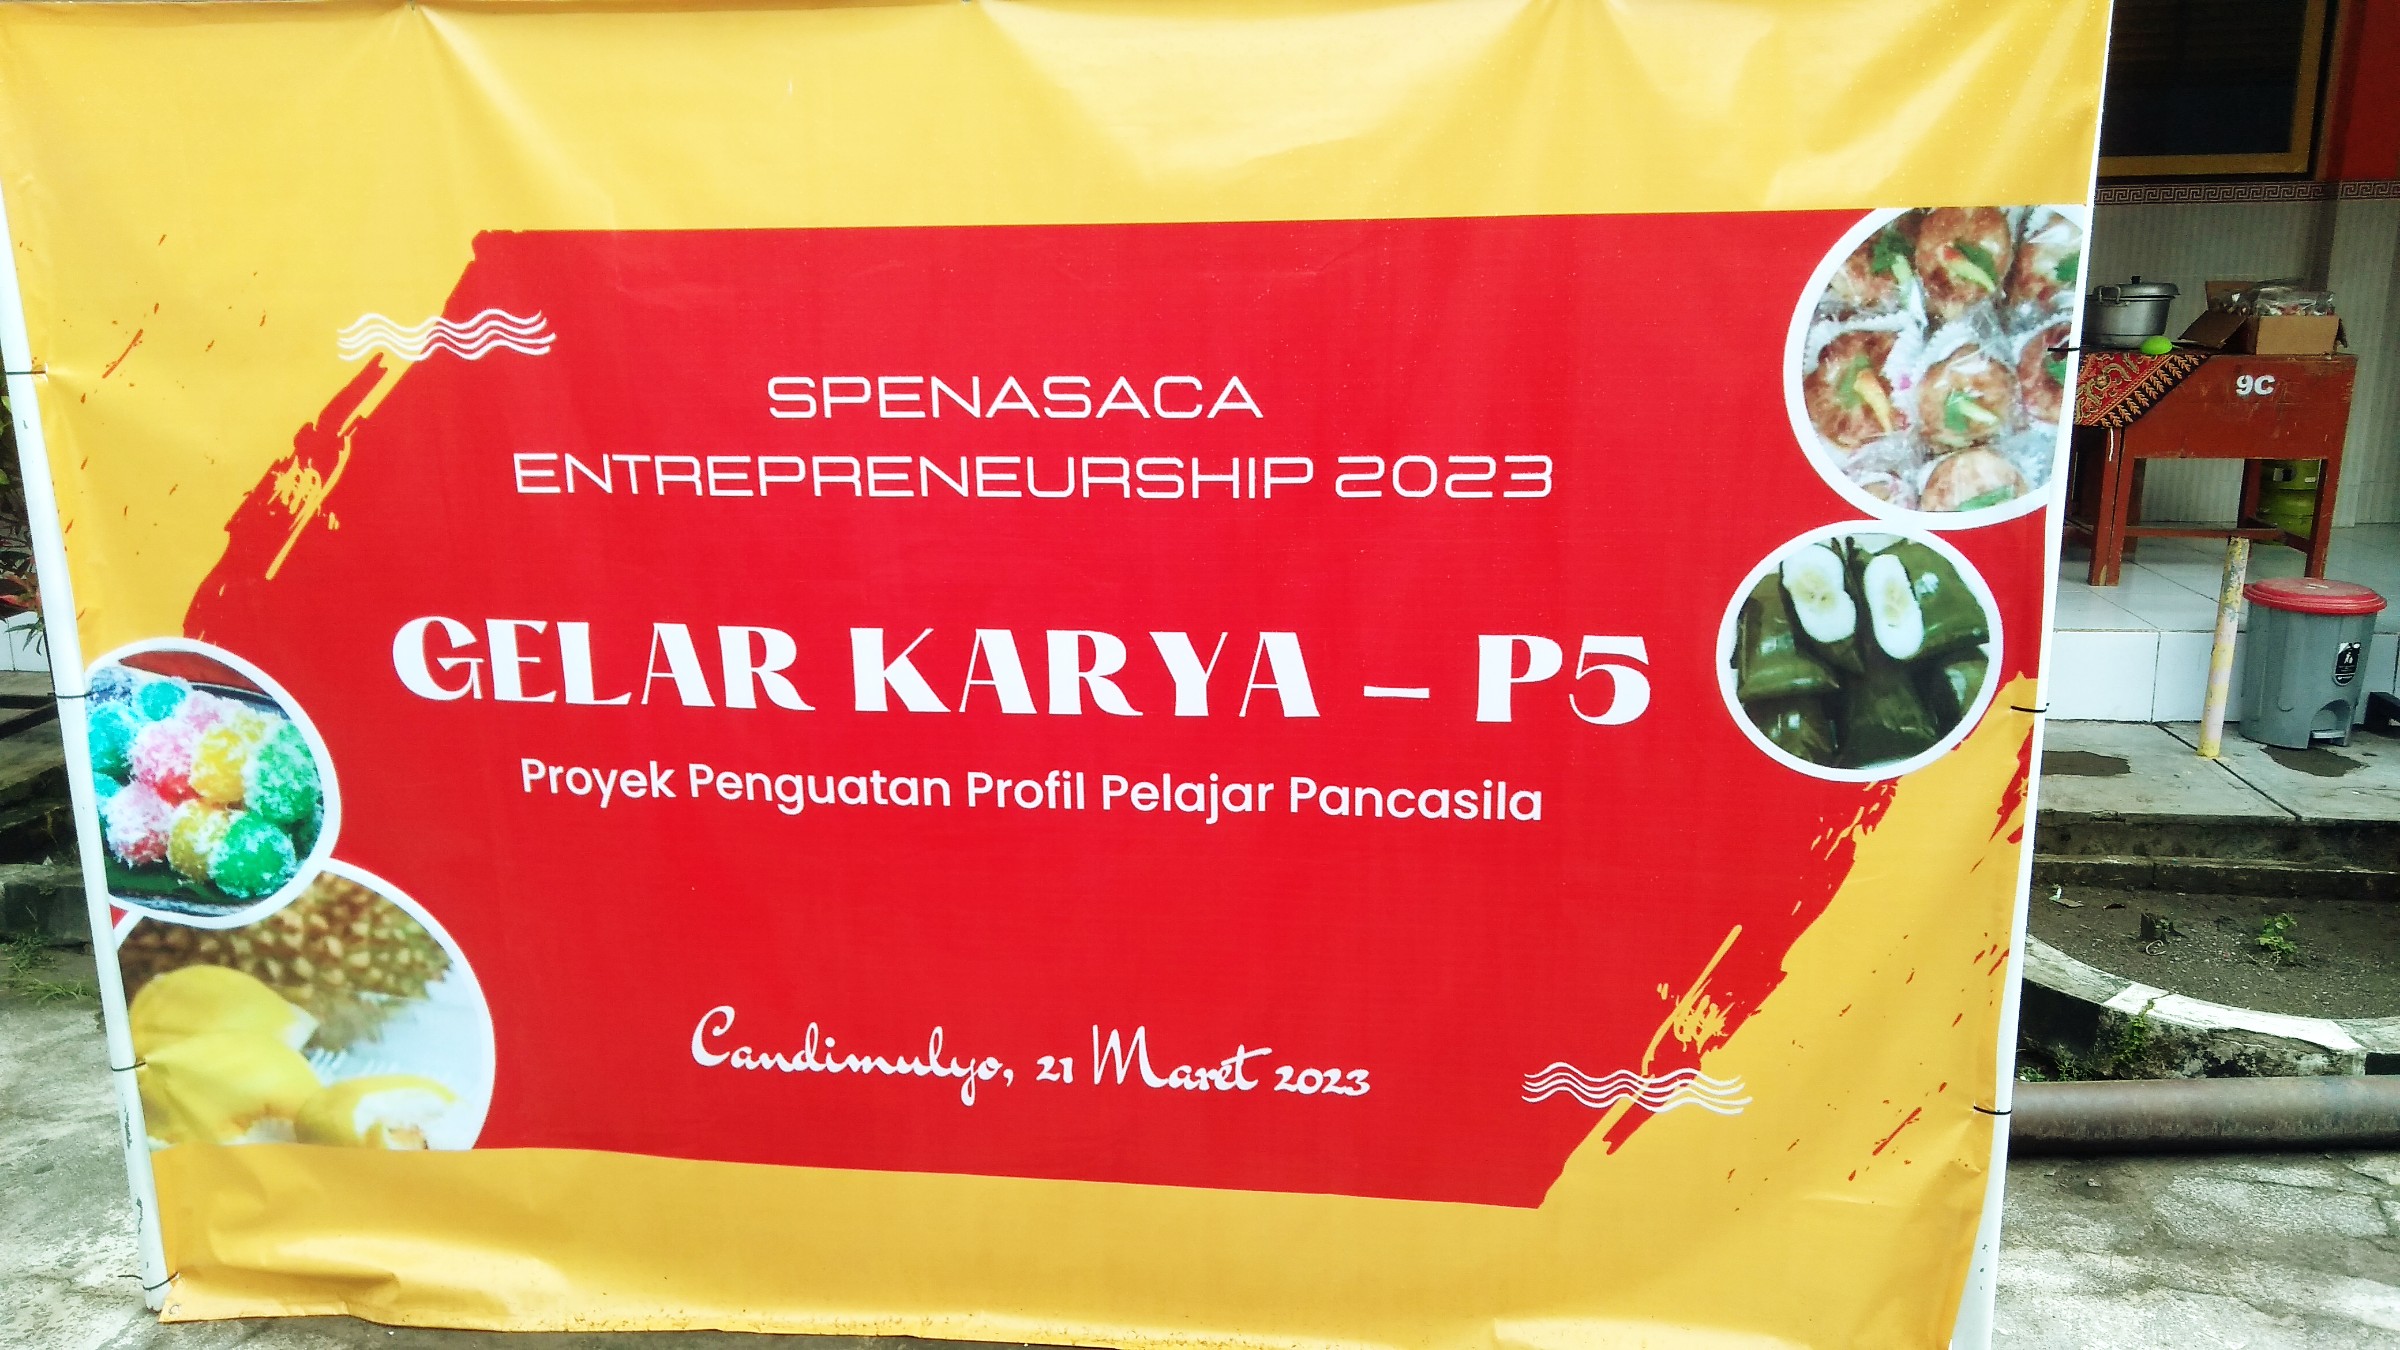 SPENASACA
ENTREPRENEURSHIP 2023
GELAR KARYA – P5
Proyek Penguatan Profil Pelajar Pancasila
Candimulyo, 21 Maret 2023
9C